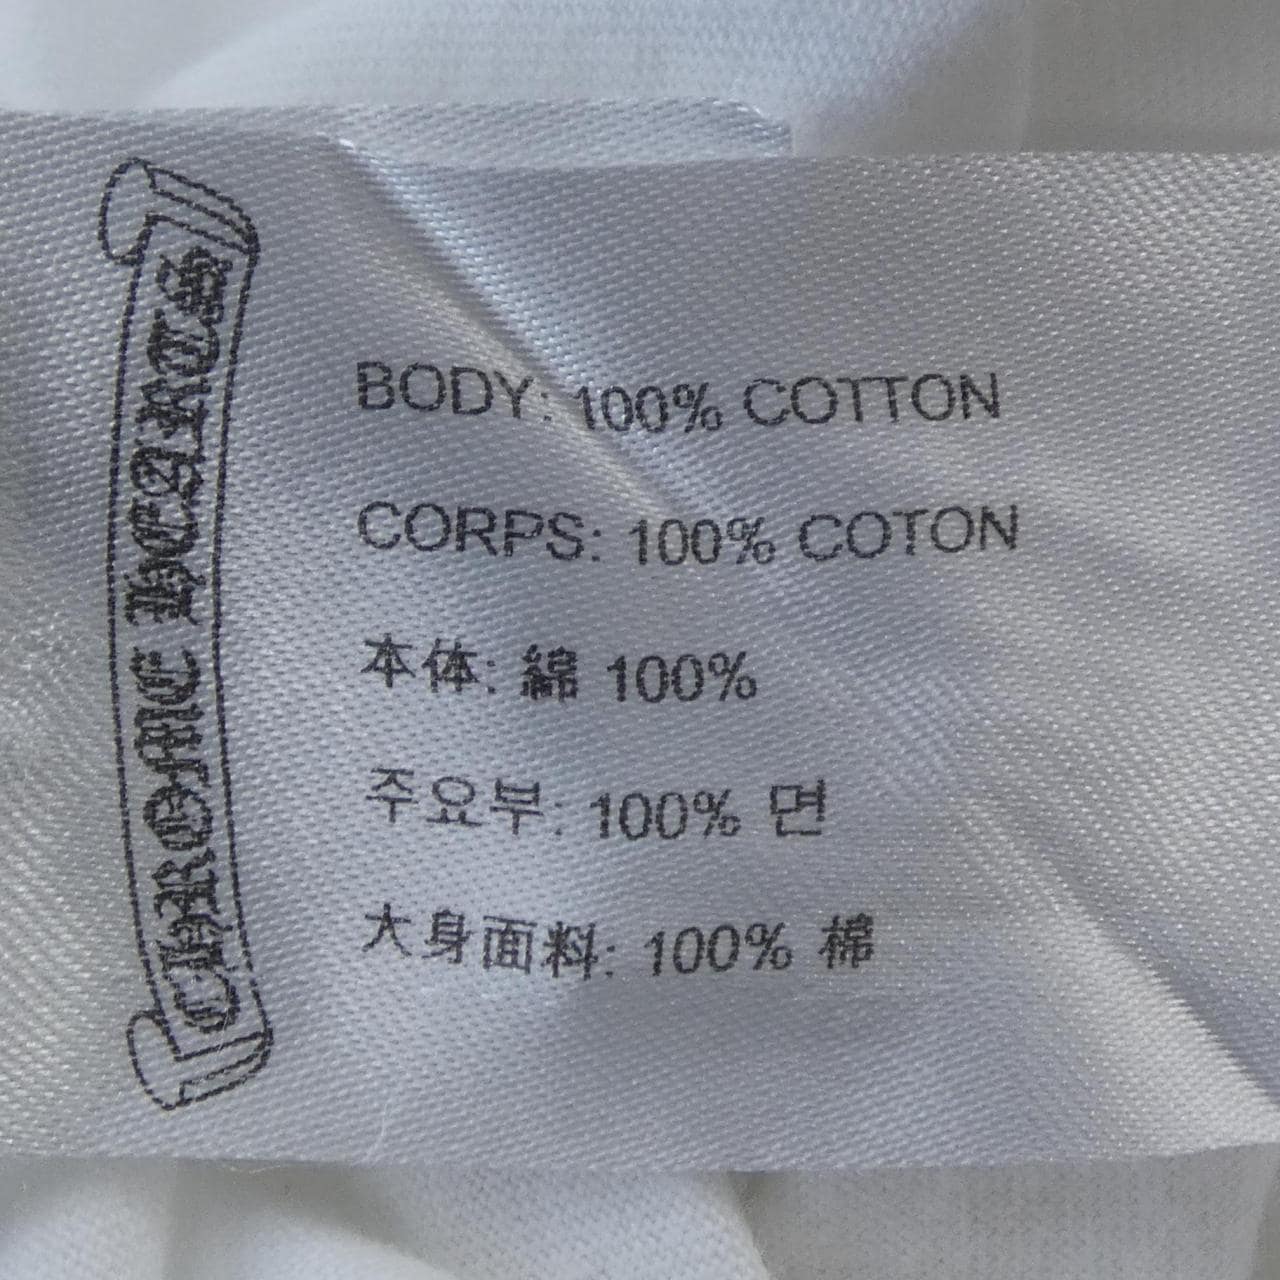 CHROME HEARTS
BODY: 100% COTTON
CORPS: 100% COTON
本体: 綿 100%
주요부: 100% 면
大身面料: 100% 棉